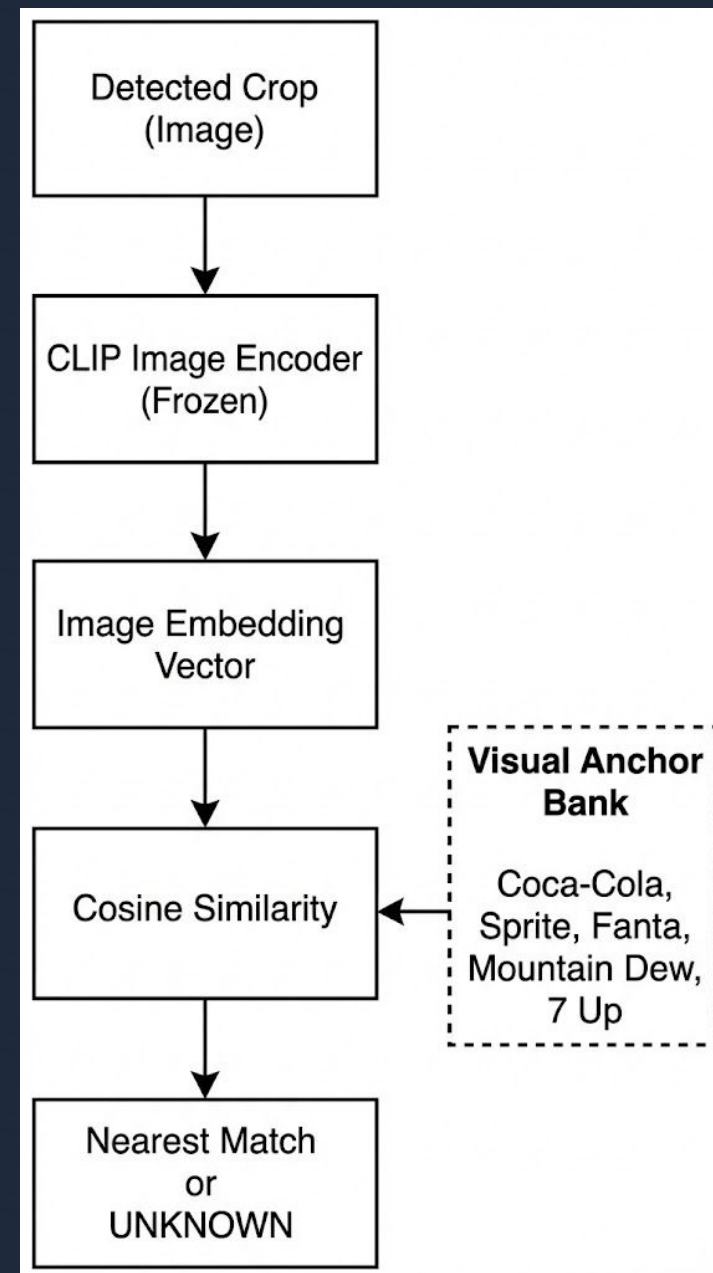 Detected Crop
(Image)
CLIP Image Encoder
(Frozen)
Image Embedding
Vector
Cosine Similarity
Visual Anchor
Bank
Coca-Cola,
Sprite, Fanta,
Mountain Dew,
7 Up
Nearest Match
or
UNKNOWN